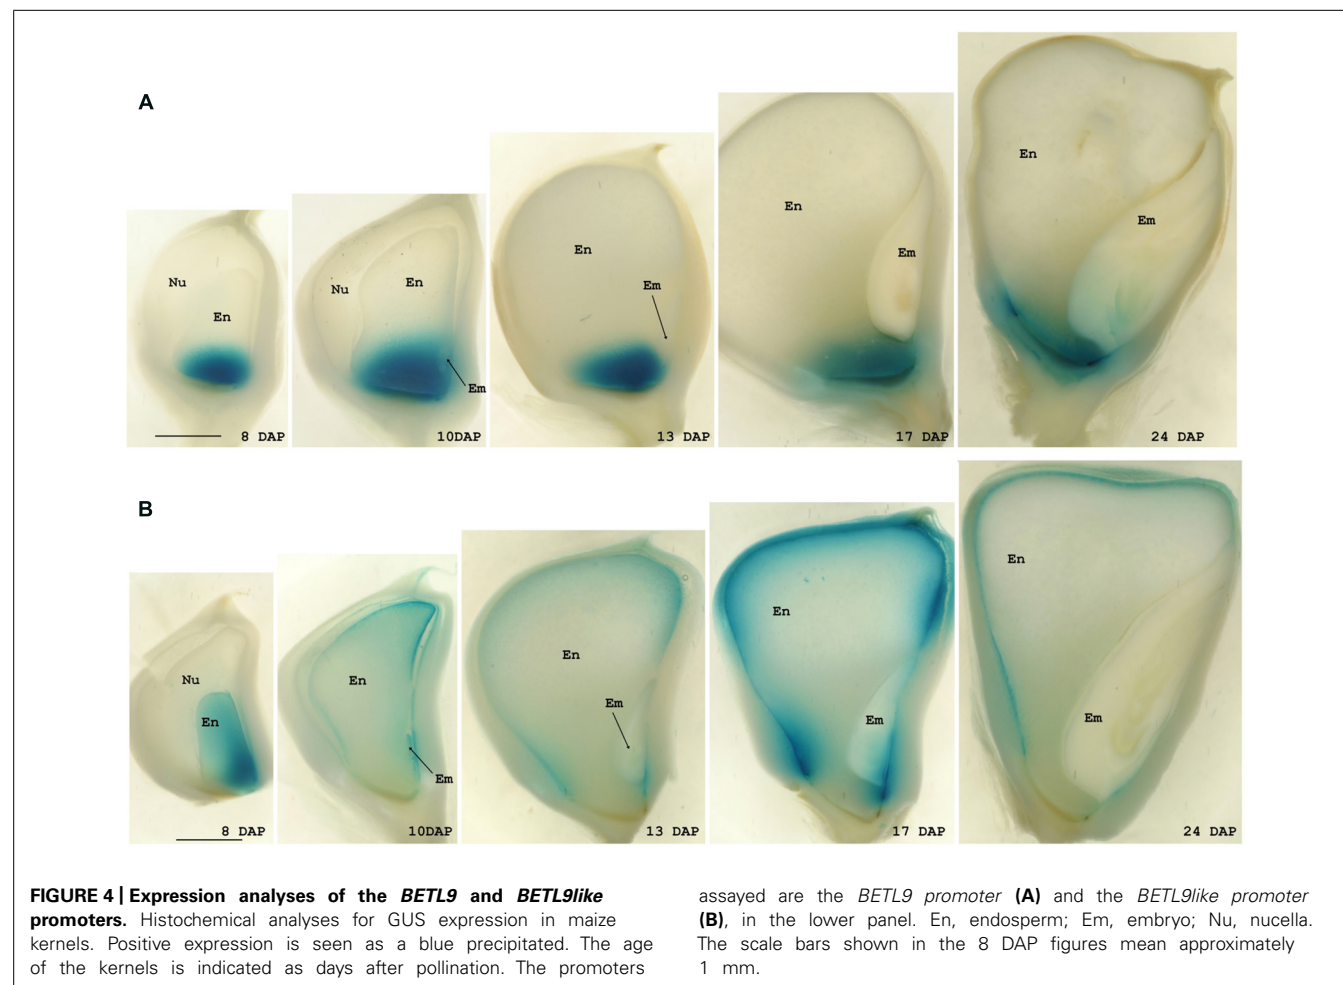 A
Nu
En
8 DAP
Nu
En
Em
10DAP
En
Em
13 DAP
En
Em
17 DAP
En
Em
24 DAP
B
Nu
En
8 DAP
En
Em
10DAP
En
Em
13 DAP
En
Em
17 DAP
En
Em
24 DAP
FIGURE 4 | Expression analyses of the BETL9 and BETL9like
promoters. Histochemical analyses for GUS expression in maize
kernels. Positive expression is seen as a blue precipitated. The age
of the kernels is indicated as days after pollination. The promoters
assayed are the BETL9 promoter (A) and the BETL9like promoter
(B), in the lower panel. En, endosperm; Em, embryo; Nu, nucella.
The scale bars shown in the 8 DAP figures mean approximately
1 mm.